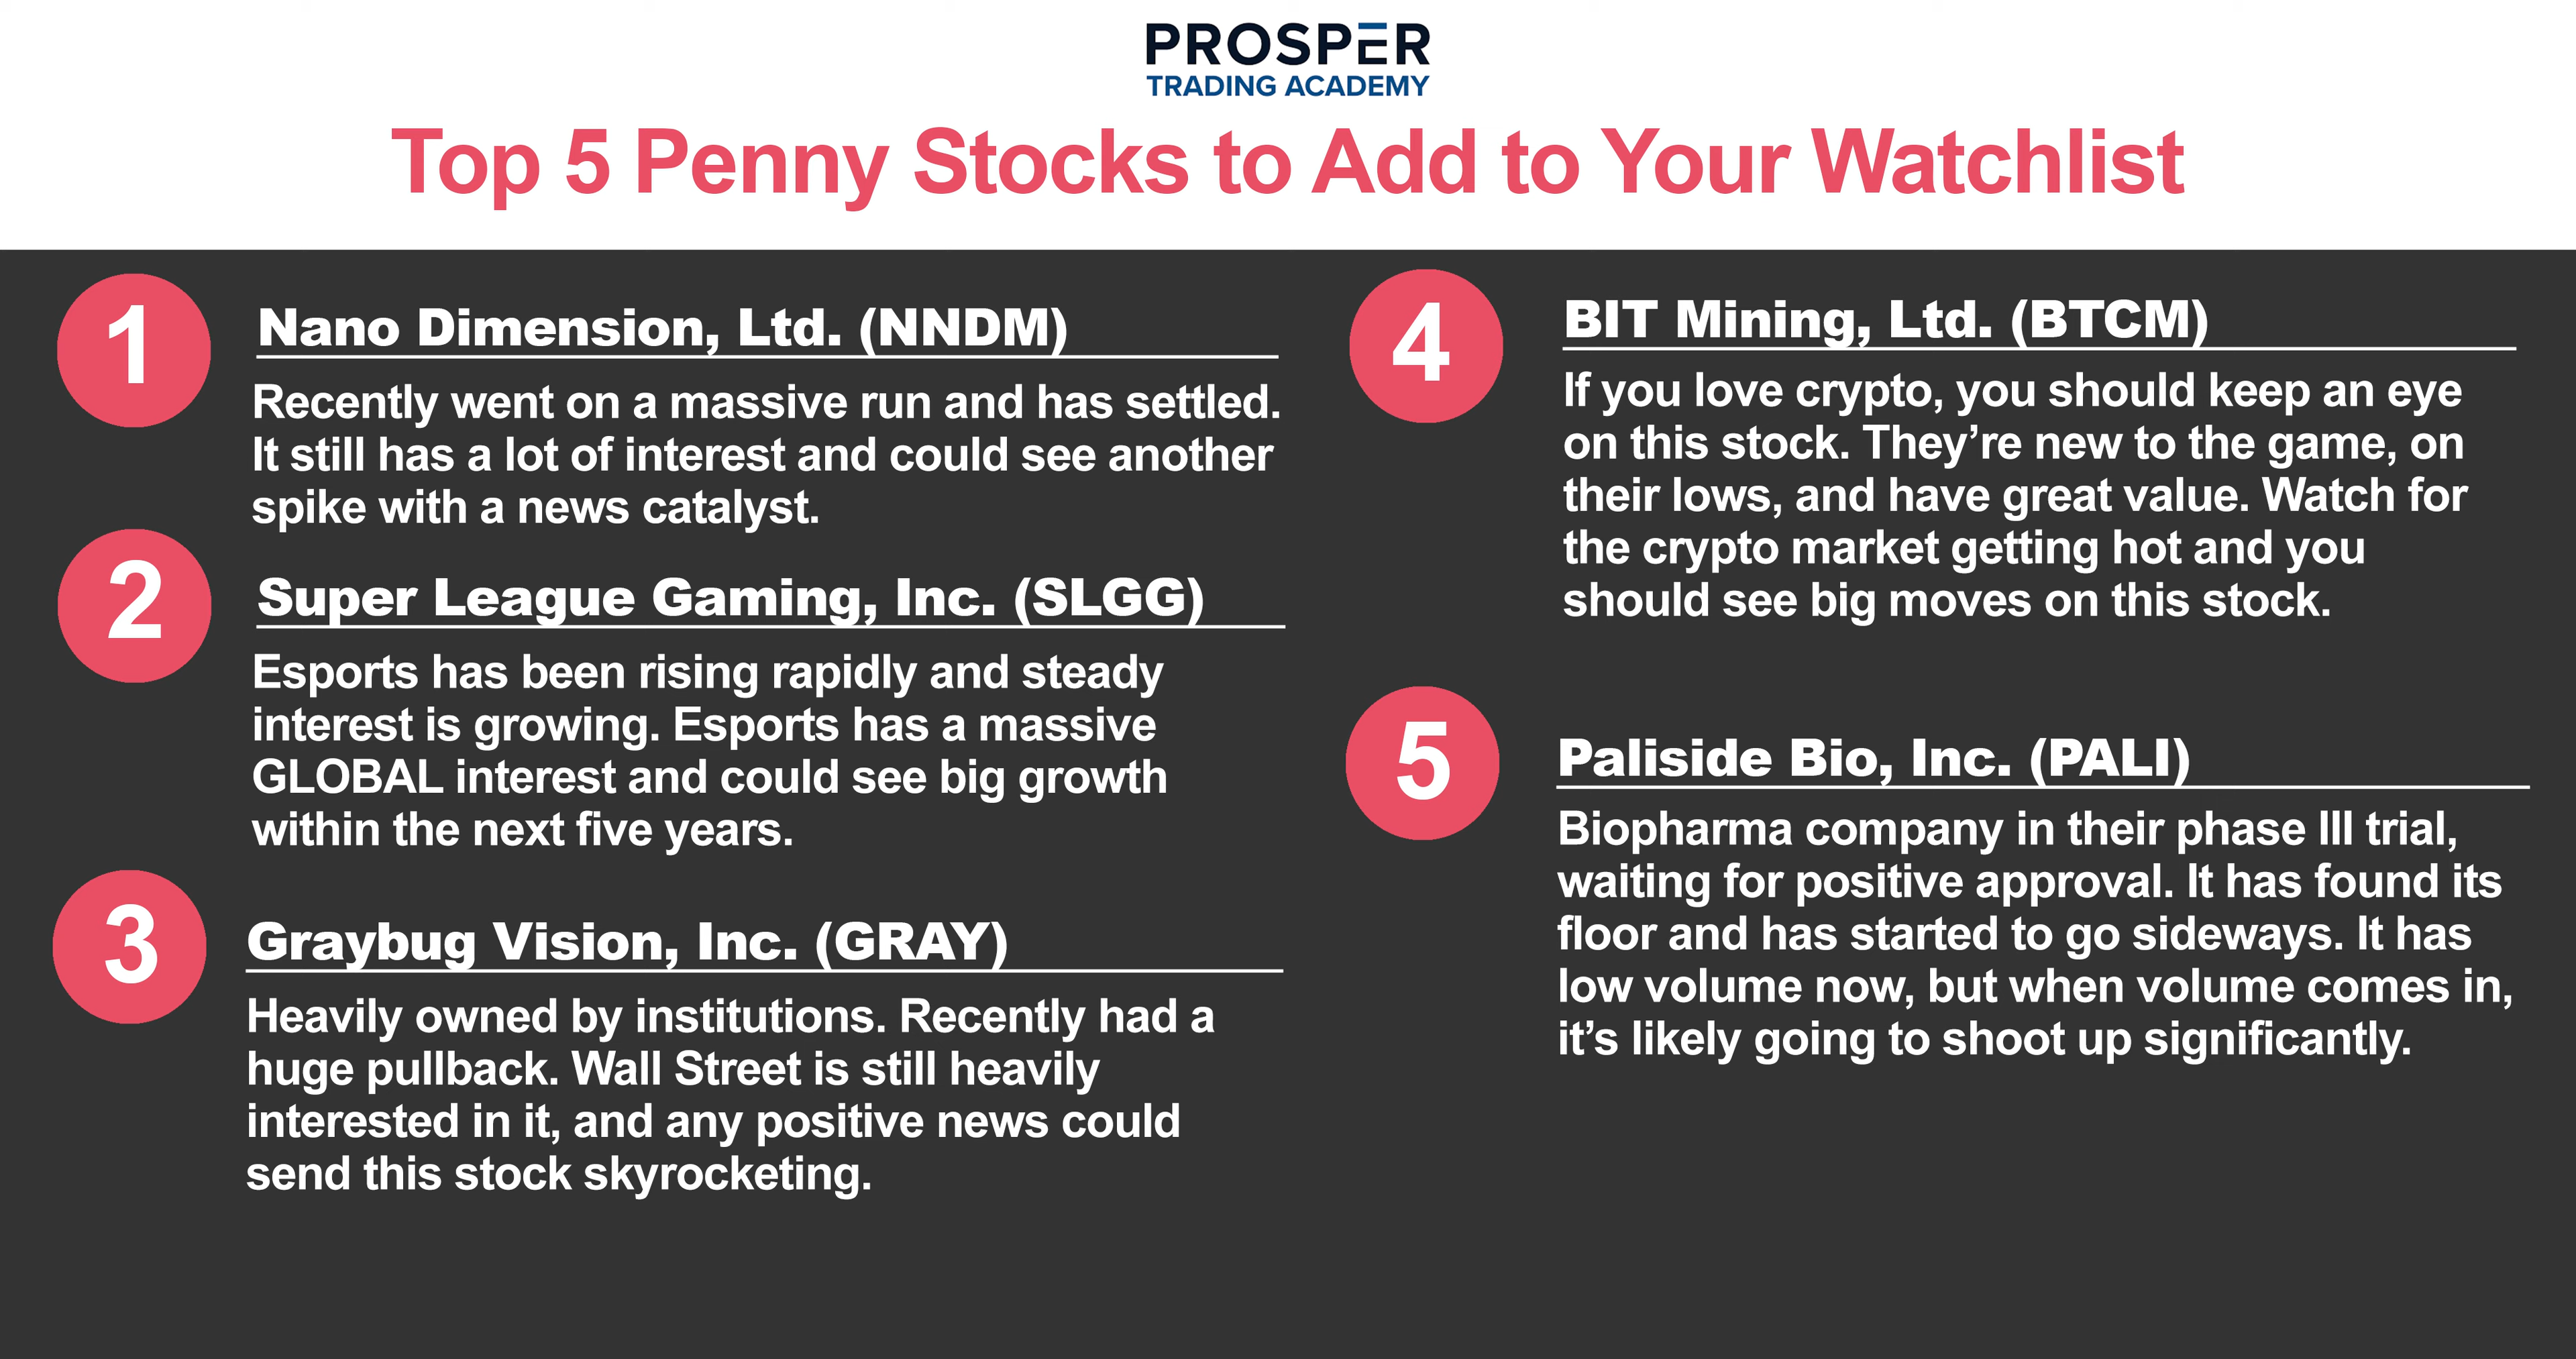 PROSPER
TRADING ACADEMY
Top 5 Penny Stocks to Add to Your Watchlist
1
Nano Dimension, Ltd. (NNDM)
Recently went on a massive run and has settled.
It still has a lot of interest and could see another
spike with a news catalyst.
2
Super League Gaming, Inc. (SLGG)
Esports has been rising rapidly and steady
interest is growing. Esports has a massive
GLOBAL interest and could see big growth
within the next five years.
3
Graybug Vision, Inc. (GRAY)
Heavily owned by institutions. Recently had a
huge pullback. Wall Street is still heavily
interested in it, and any positive news could
send this stock skyrocketing.
4
BIT Mining, Ltd. (BTCM)
If you love crypto, you should keep an eye
on this stock. They’re new to the game, on
their lows, and have great value. Watch for
the crypto market getting hot and you
should see big moves on this stock.
5
Paliside Bio, Inc. (PALI)
Biopharma company in their phase III trial,
waiting for positive approval. It has found its
floor and has started to go sideways. It has
low volume now, but when volume comes in,
it’s likely going to shoot up significantly.